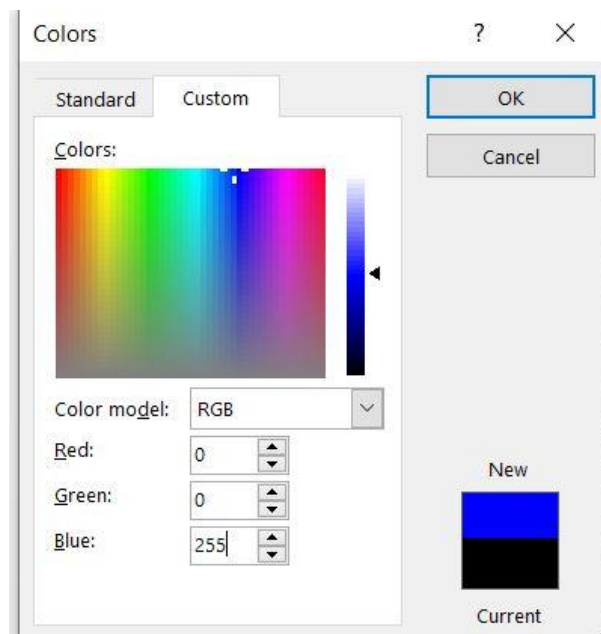 Colors ?
Standard Custom
OK
Cancel
Colors:
Color model: RGB
Red: 0
Green: 0
Blue: 255
New
Current